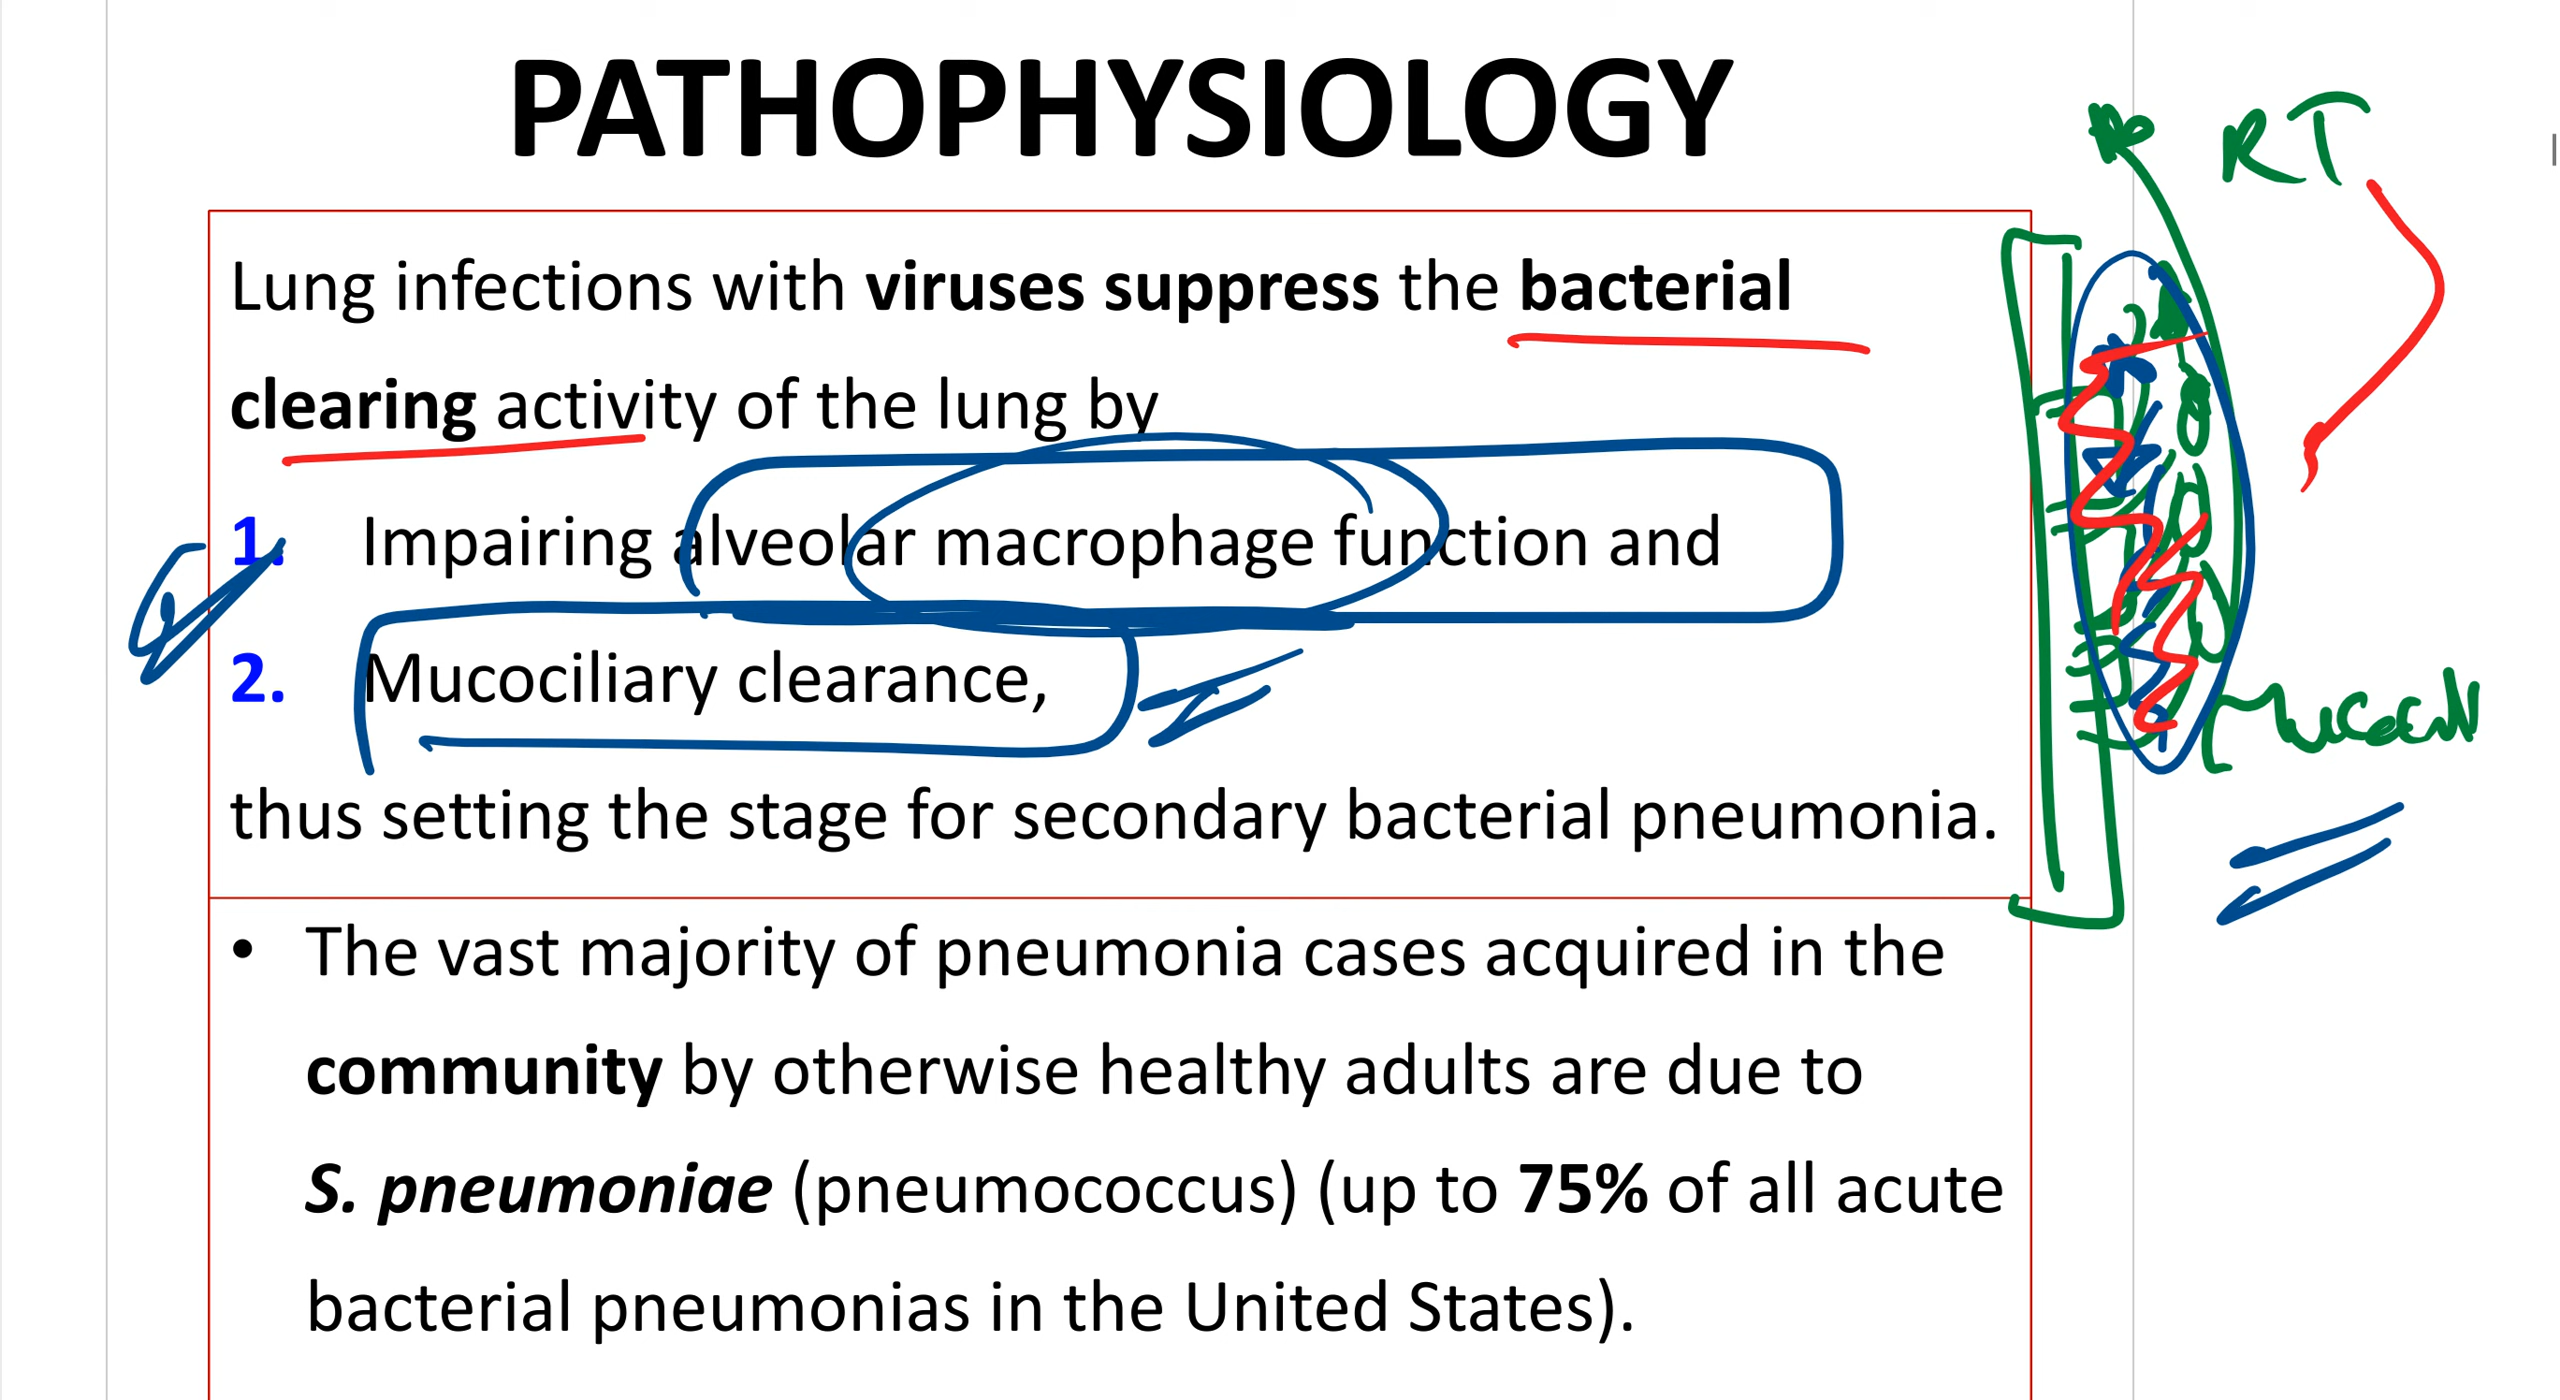 PATHOPHYSIOLOGY
RT
Lung infections with viruses suppress the bacterial
clearing activity of the lung by
1. Impairing alveolar macrophage function and
2. Mucociliary clearance,
thus setting the stage for secondary bacterial pneumonia.
• The vast majority of pneumonia cases acquired in the
community by otherwise healthy adults are due to
S. pneumoniae (pneumococcus) (up to 75% of all acute
bacterial pneumonias in the United States).